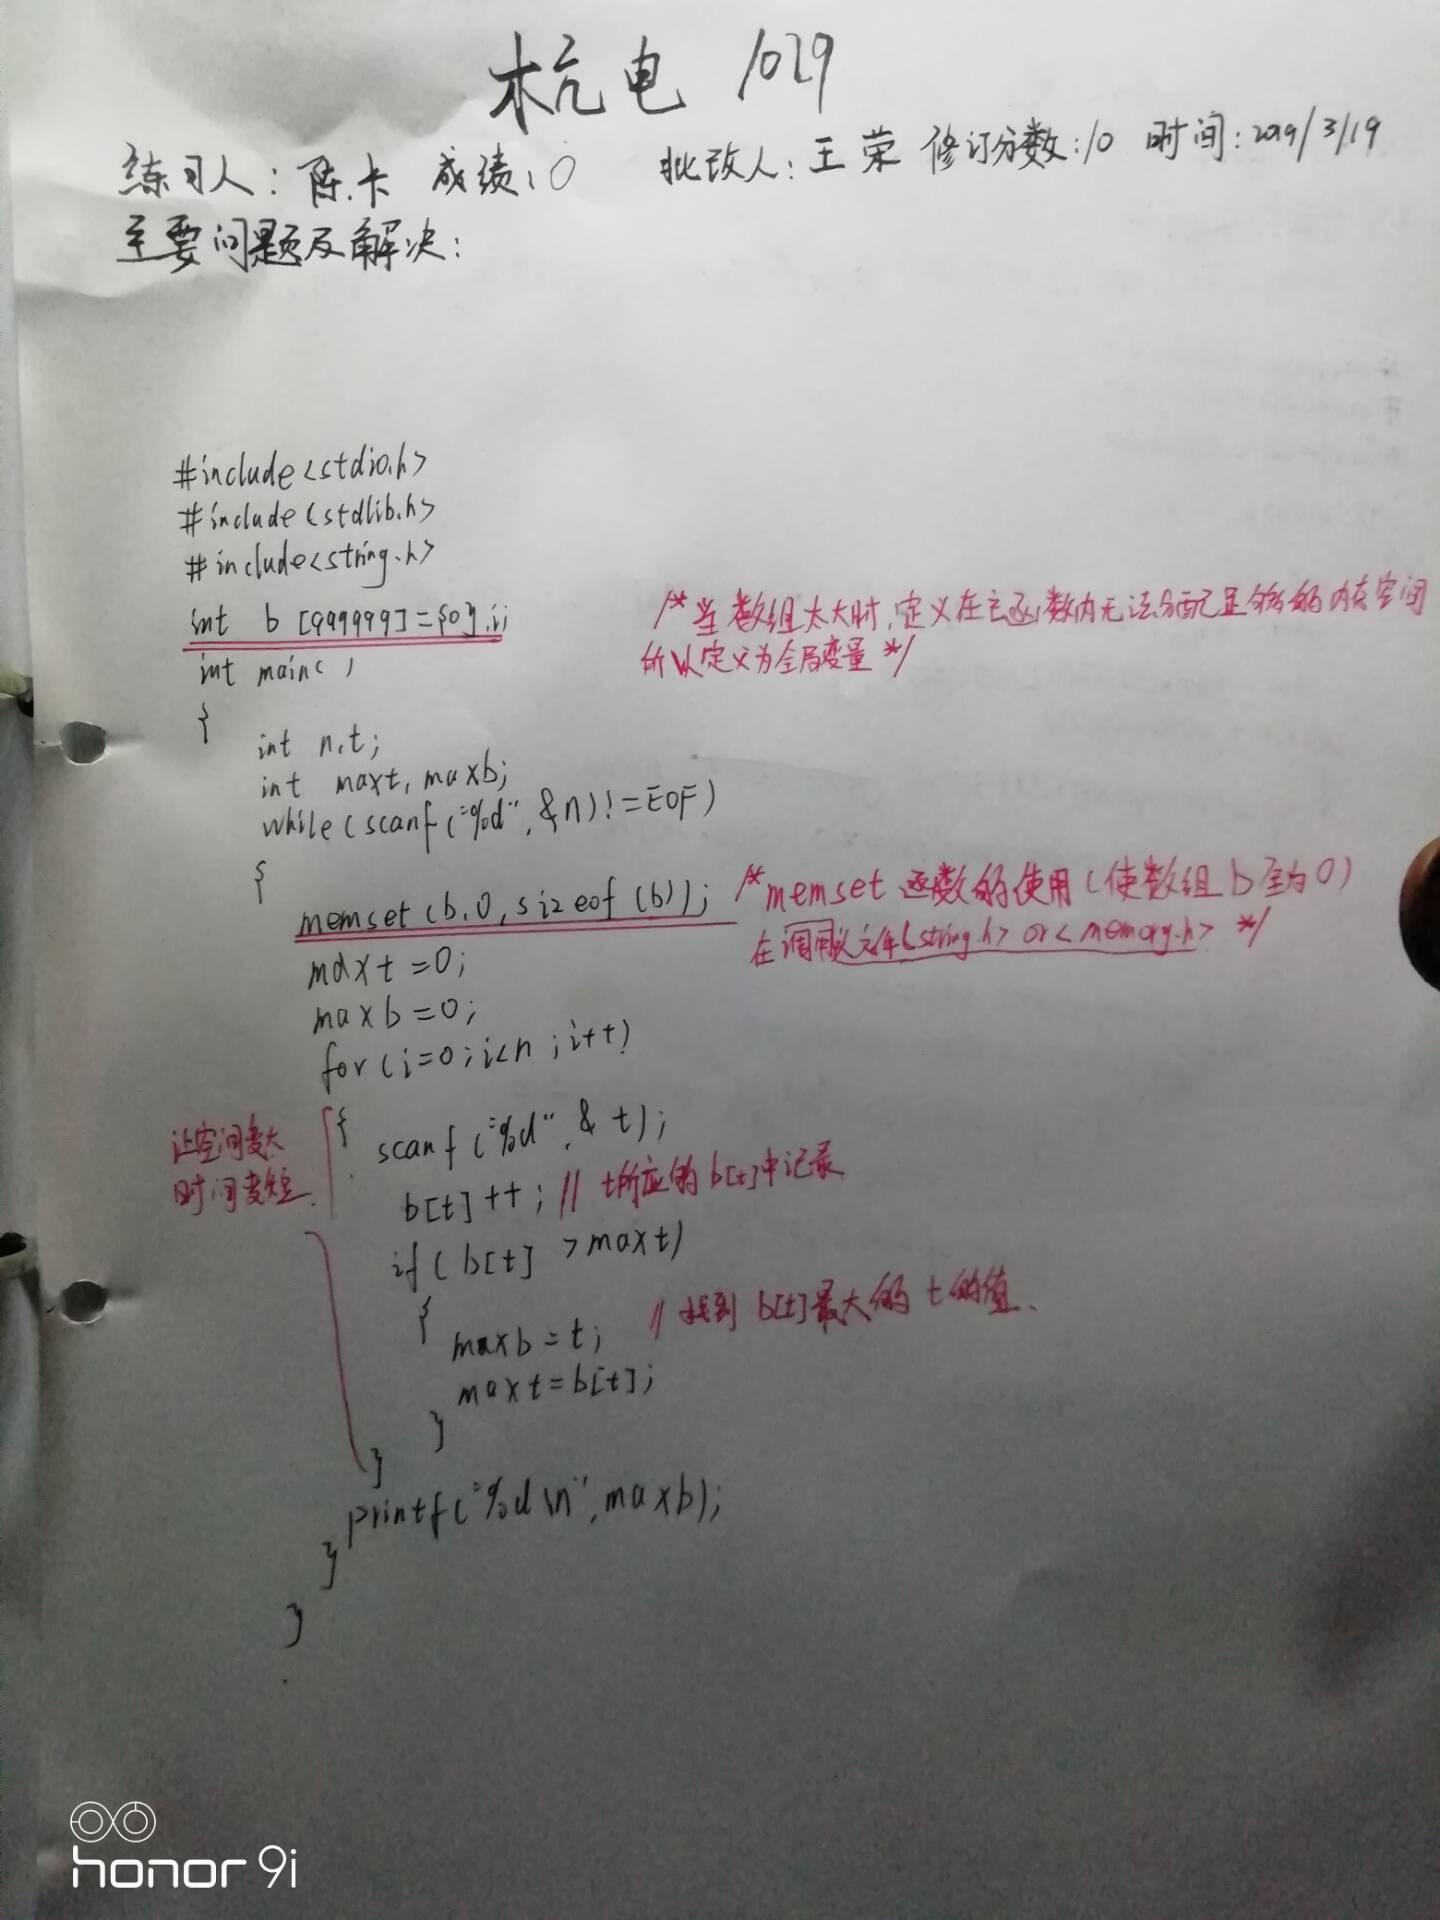 杭电 1029
练习人：陈卡 成绩：0 批改人：王荣 修订分数：10 时间：2019/3/19
主要问题及解决：
#include<stdio.h>
#include<stdlib.h>
#include<string.h>
int b[999999]={0},i; /*当数组太大时,定义在主函数内无法分配足够的内存空间
int main() 所以定义为全局变量*/
{
int n,t;
int maxt,maxb;
while(scanf("%d",&n)!=EOF)
{
memset(b,0,sizeof(b)); /*memset函数的使用(使数组b全为0)
在调用头文件<string.h> or <memory.h> */
maxt=0;
maxb=0;
for(i=0;i<n;i++)
{
让空间变大
scanf("%d",&t);
时间变短.
b[t]++; // t所应的b[t]中记录
if(b[t]>maxt)
{
maxb=t; //找到b[t]最大的t的值、
maxt=b[t];
}
}
printf("%d\n",maxb);
}
}
honor 9i